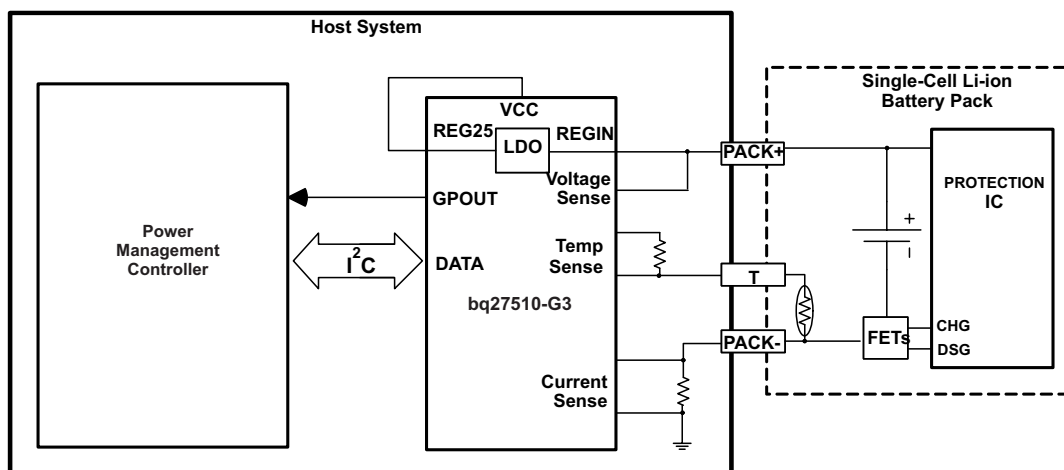 Host System
Power
Management
Controller
VCC
REG25
LDO
REGIN
Voltage
Sense
GPOUT
I2C
DATA
Temp
Sense
bq27510-G3
Current
Sense
PACK+
T
PACK-
Single-Cell Li-ion
Battery Pack
PROTECTION
IC
+
–
FETs
CHG
DSG